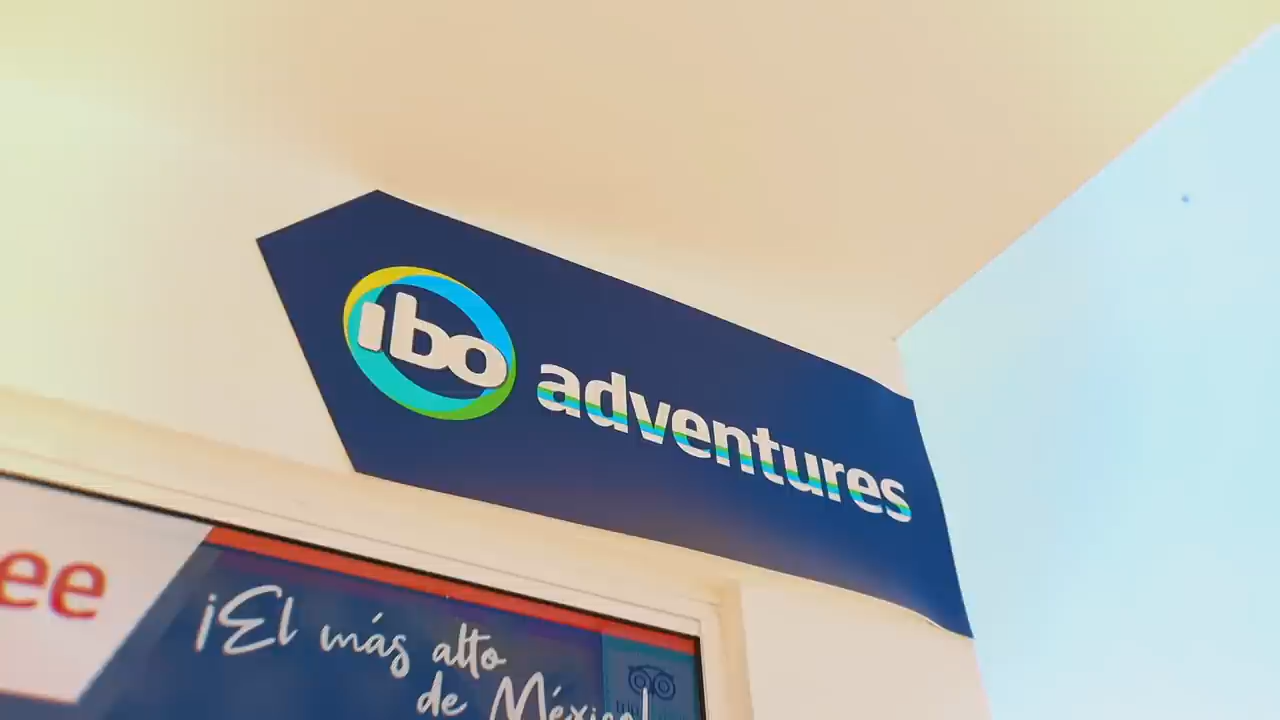 ibo
adventures
ee
¡El más alto
de México!